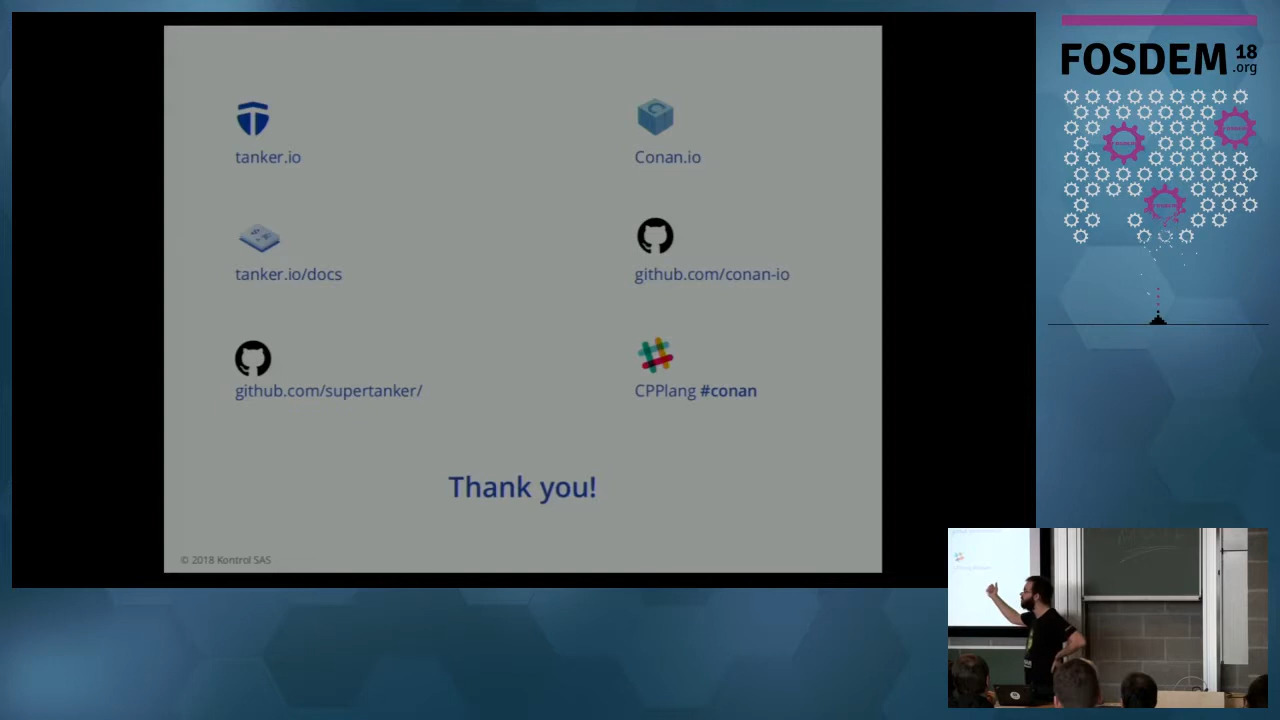 tanker.io
Conan.io
tanker.io/docs
github.com/conan-io
github.com/supertanker/
CPPlang #conan
Thank you!
© 2018 Kontrol SAS
FOSDEM 18
.org